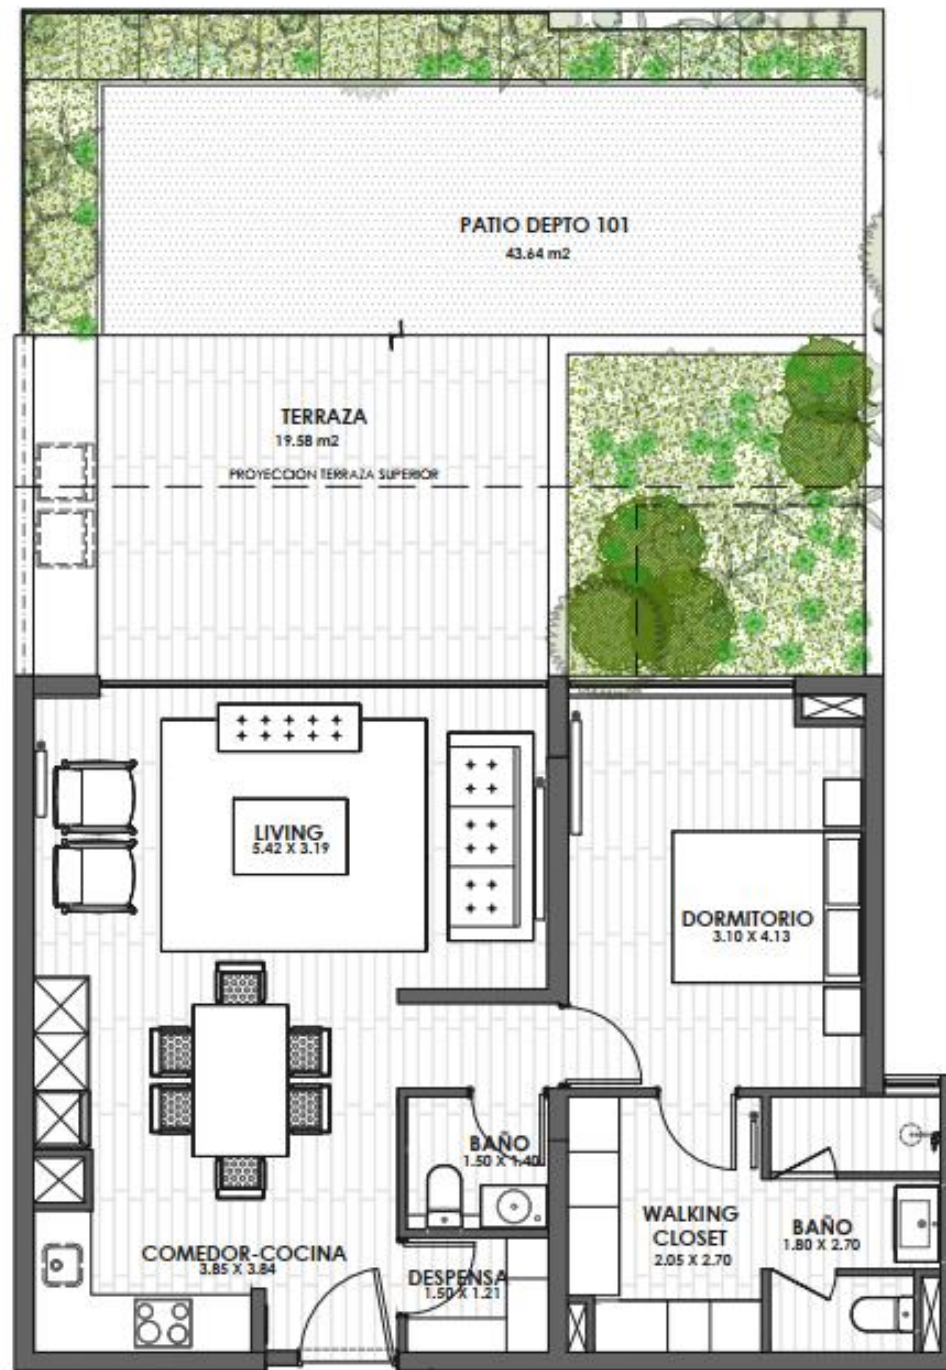 PATIO DEPTO 101
43.64 m2
TERRAZA
19.58 m2
PROYECCION TERRAZA SUPERIOR
LIVING
5.42 X 3.19
DORMITORIO
3.10 X 4.13
BAÑO
1.50 X 1.40
WALKING
CLOSET
2.05 X 2.70
BAÑO
1.80 X 2.70
COMEDOR-COCINA
3.85 X 3.84
DESPENSA
1.50 X 1.21